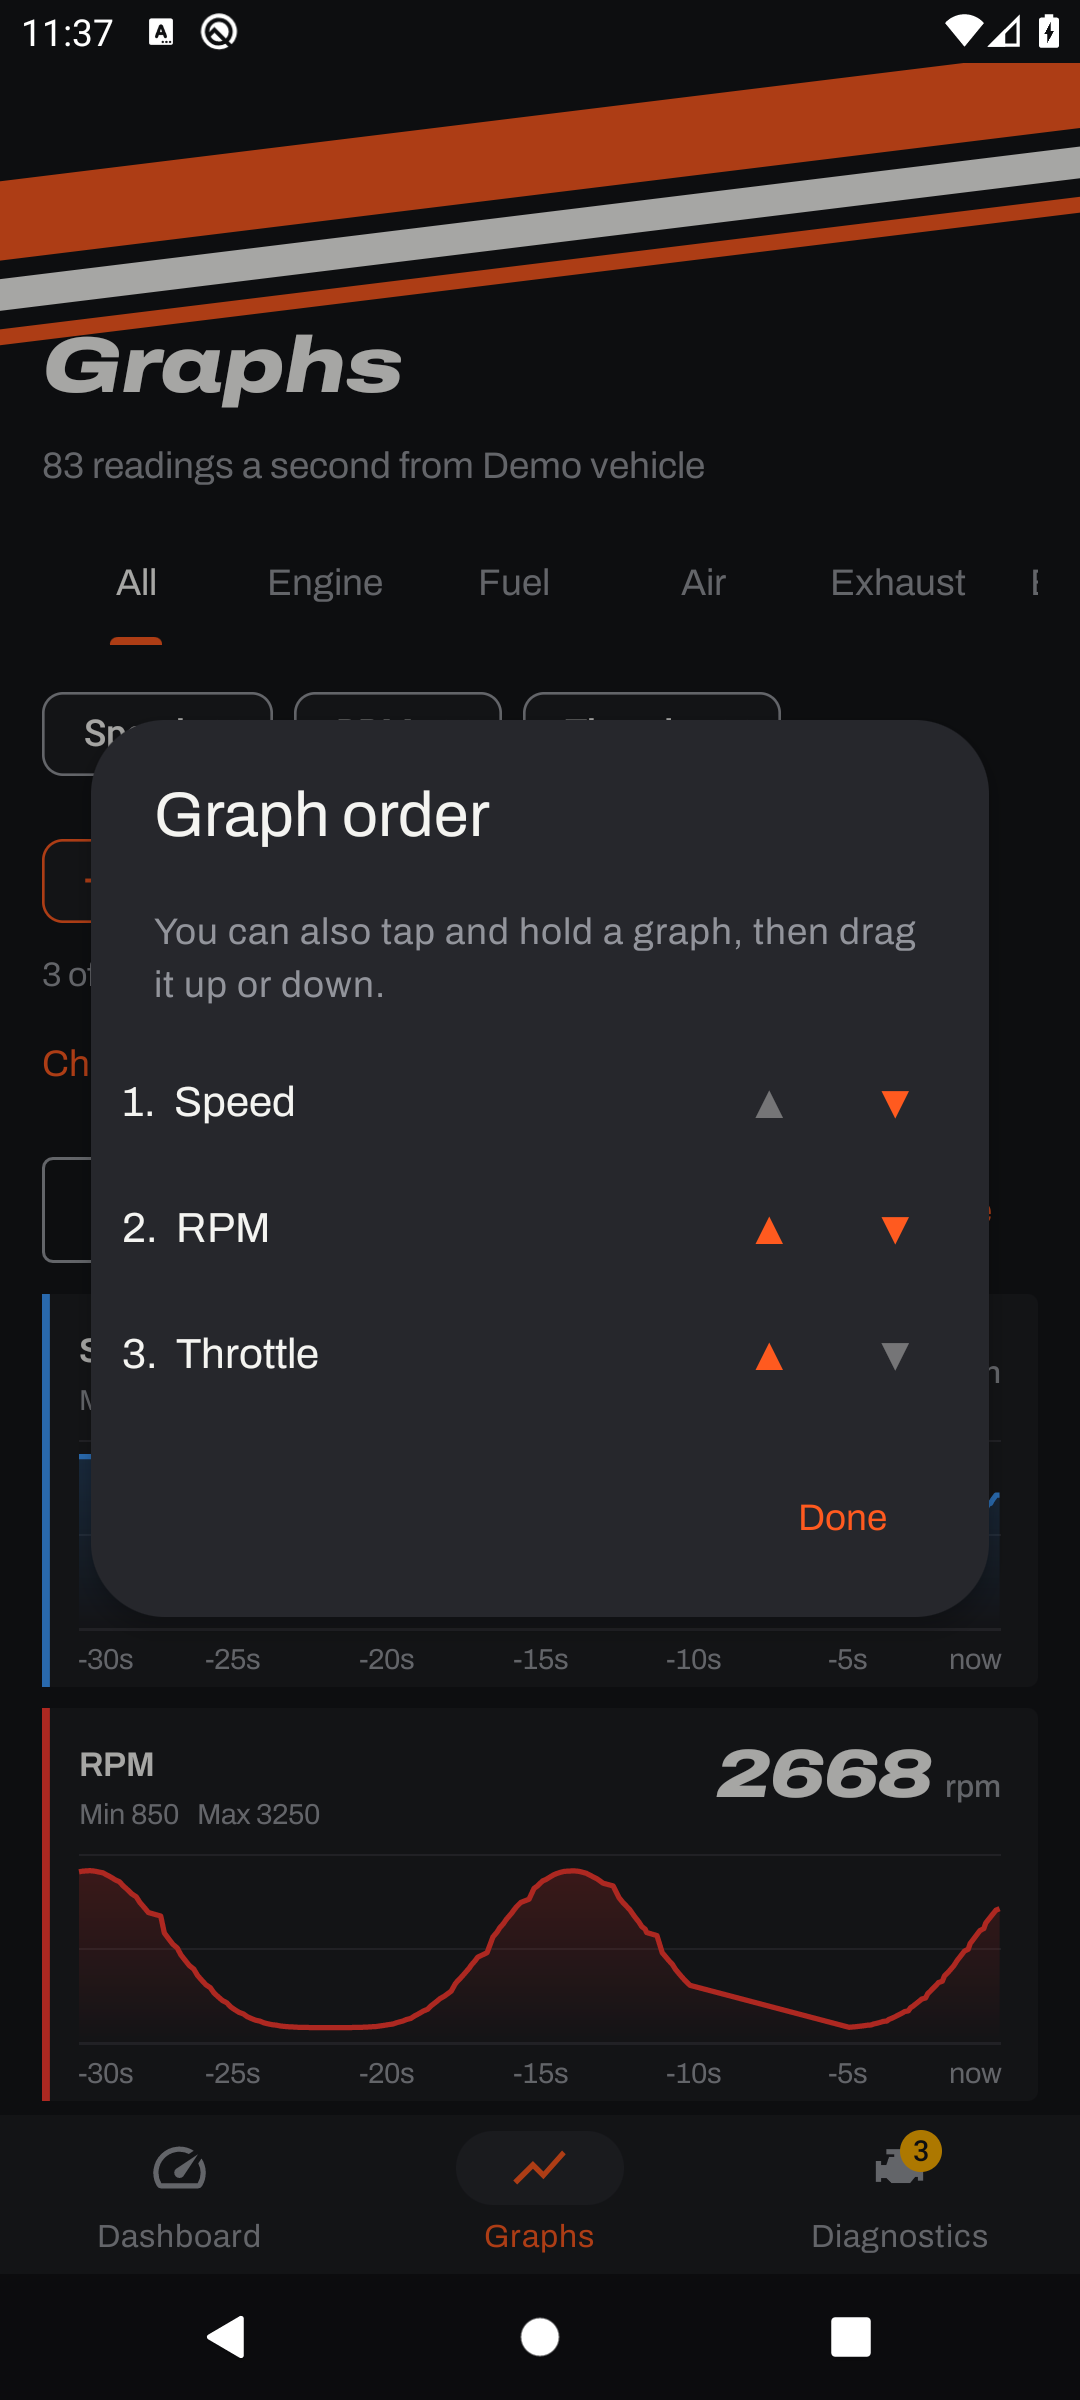 11:37
Graphs
83 readings a second from Demo vehicle
All Engine Fuel Air Exhaust
Graph order
3 of
You can also tap and hold a graph, then drag
it up or down.
1. Speed ▲ ▼
2. RPM ▲ ▼
3. Throttle ▲ ▼
Done
-30s -25s -20s -15s -10s -5s now
RPM 2668 rpm
Min 850 Max 3250
-30s -25s -20s -15s -10s -5s now
3
Dashboard Graphs Diagnostics